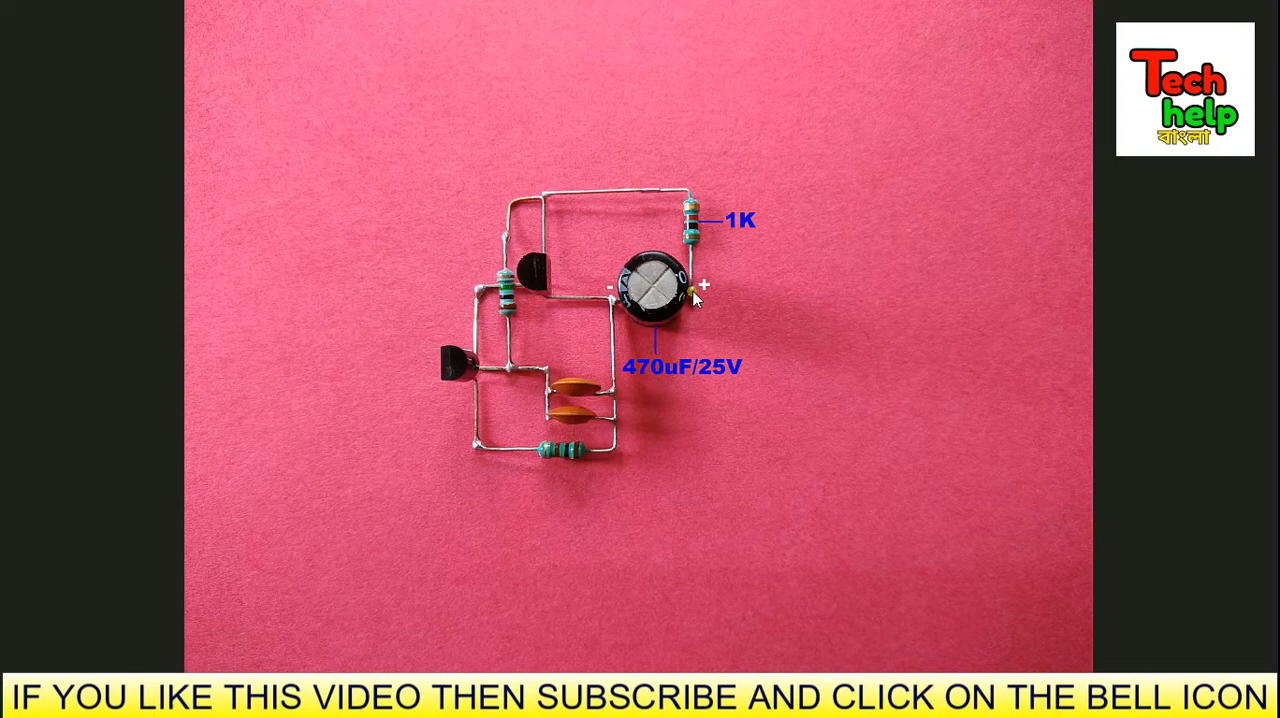 Tech
help
বাংলা
1K
- +
470uF/25V
IF YOU LIKE THIS VIDEO THEN SUBSCRIBE AND CLICK ON THE BELL ICON